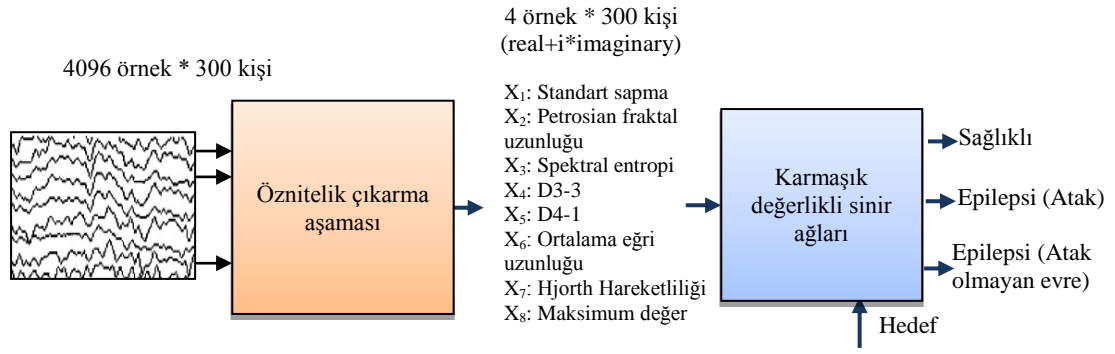 4096 örnek * 300 kişi
Öznitelik çıkarma
aşaması
4 örnek * 300 kişi
(real+i*imaginary)
X₁: Standart sapma
X₂: Petrosian fraktal
uzunluğu
X₃: Spektral entropi
X₄: D3-3
X₅: D4-1
X₆: Ortalama eğri
uzunluğu
X₇: Hjorth Hareketliliği
X₈: Maksimum değer
Karmaşık
değerlikli sinir
ağları
Sağlıklı
Epilepsi (Atak)
Epilepsi (Atak
olmayan evre)
Hedef